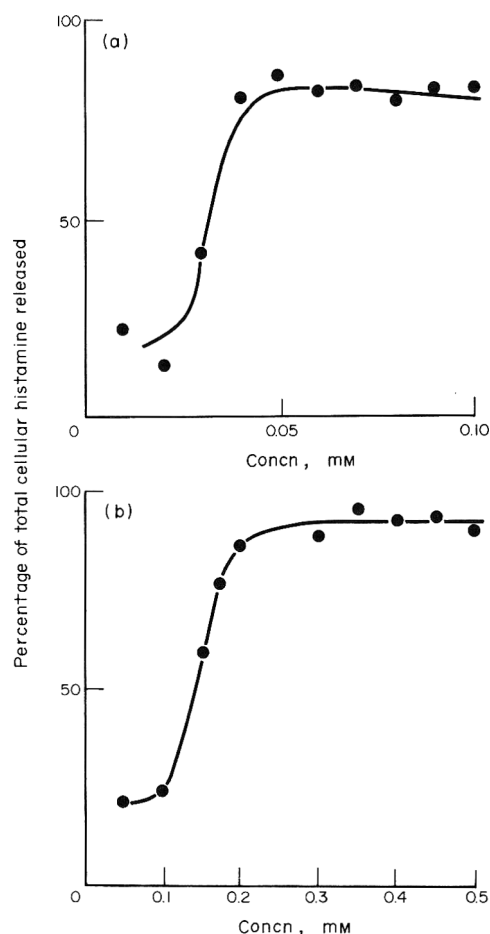 Percentage of total cellular histamine released
100
(a)
50
0
0.05
0.10
Concn, mM
100
(b)
50
0
0.1
0.2
0.3
0.4
0.5
Concn, mM